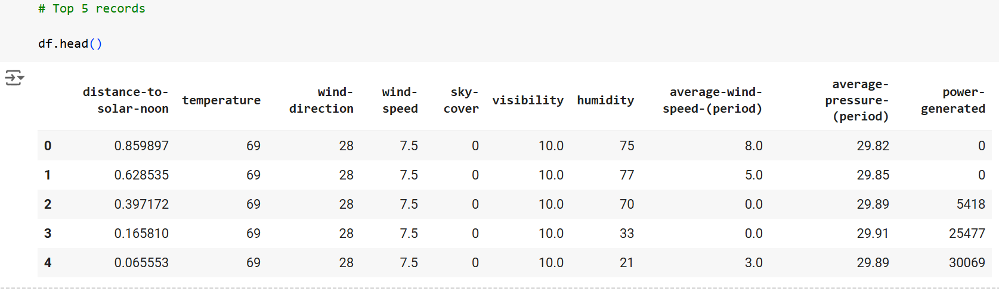 # Top 5 records
df.head()
distance-to-solar-noon temperature wind-direction wind-speed sky-cover visibility humidity average-wind-speed-(period) average-pressure-(period) power-generated
0 0.859897 69 28 7.5 0 10.0 75 8.0 29.82 0
1 0.628535 69 28 7.5 0 10.0 77 5.0 29.85 0
2 0.397172 69 28 7.5 0 10.0 70 0.0 29.89 5418
3 0.165810 69 28 7.5 0 10.0 33 0.0 29.91 25477
4 0.065553 69 28 7.5 0 10.0 21 3.0 29.89 30069